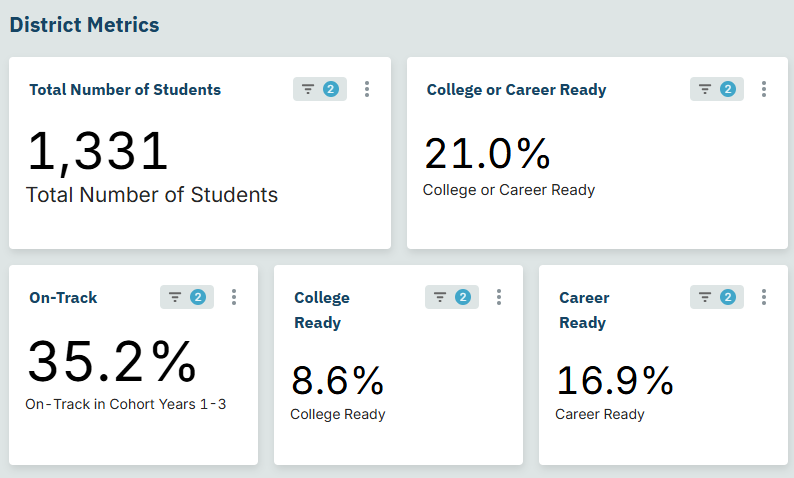 District Metrics
Total Number of Students
2
1,331
Total Number of Students
College or Career Ready
2
21.0%
College or Career Ready
On-Track
2
35.2%
On-Track in Cohort Years 1-3
College
Ready
2
8.6%
College Ready
Career
Ready
2
16.9%
Career Ready